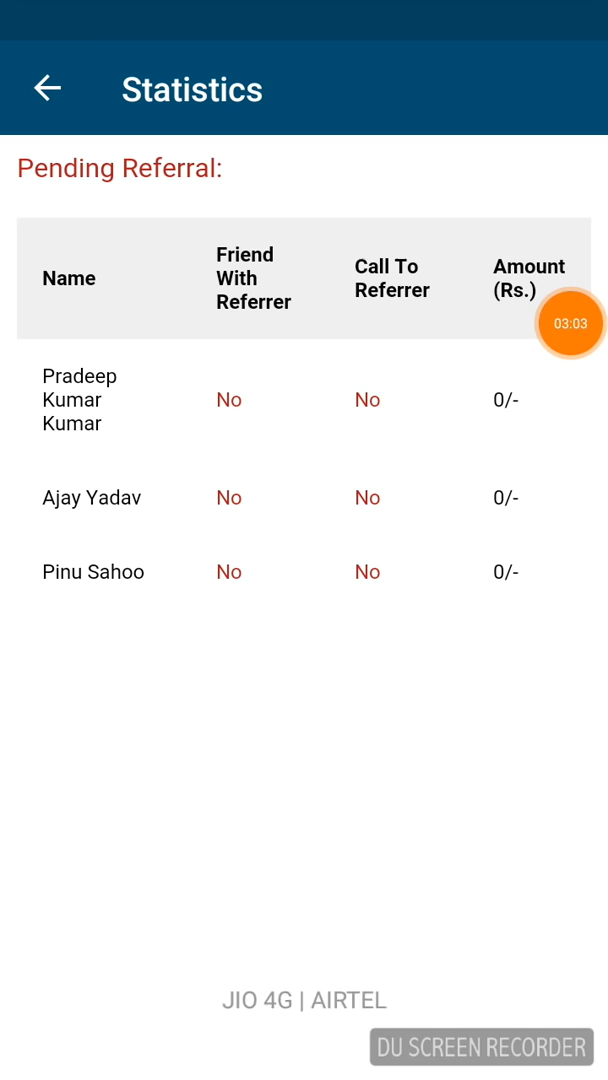 Statistics
Pending Referral:
Name
Friend
With
Referrer
Call To
Referrer
Amount
(Rs.)
03:03
Pradeep
Kumar
Kumar
No
No
0/-
Ajay Yadav
No
No
0/-
Pinu Sahoo
No
No
0/-
JIO 4G | AIRTEL
DU SCREEN RECORDER